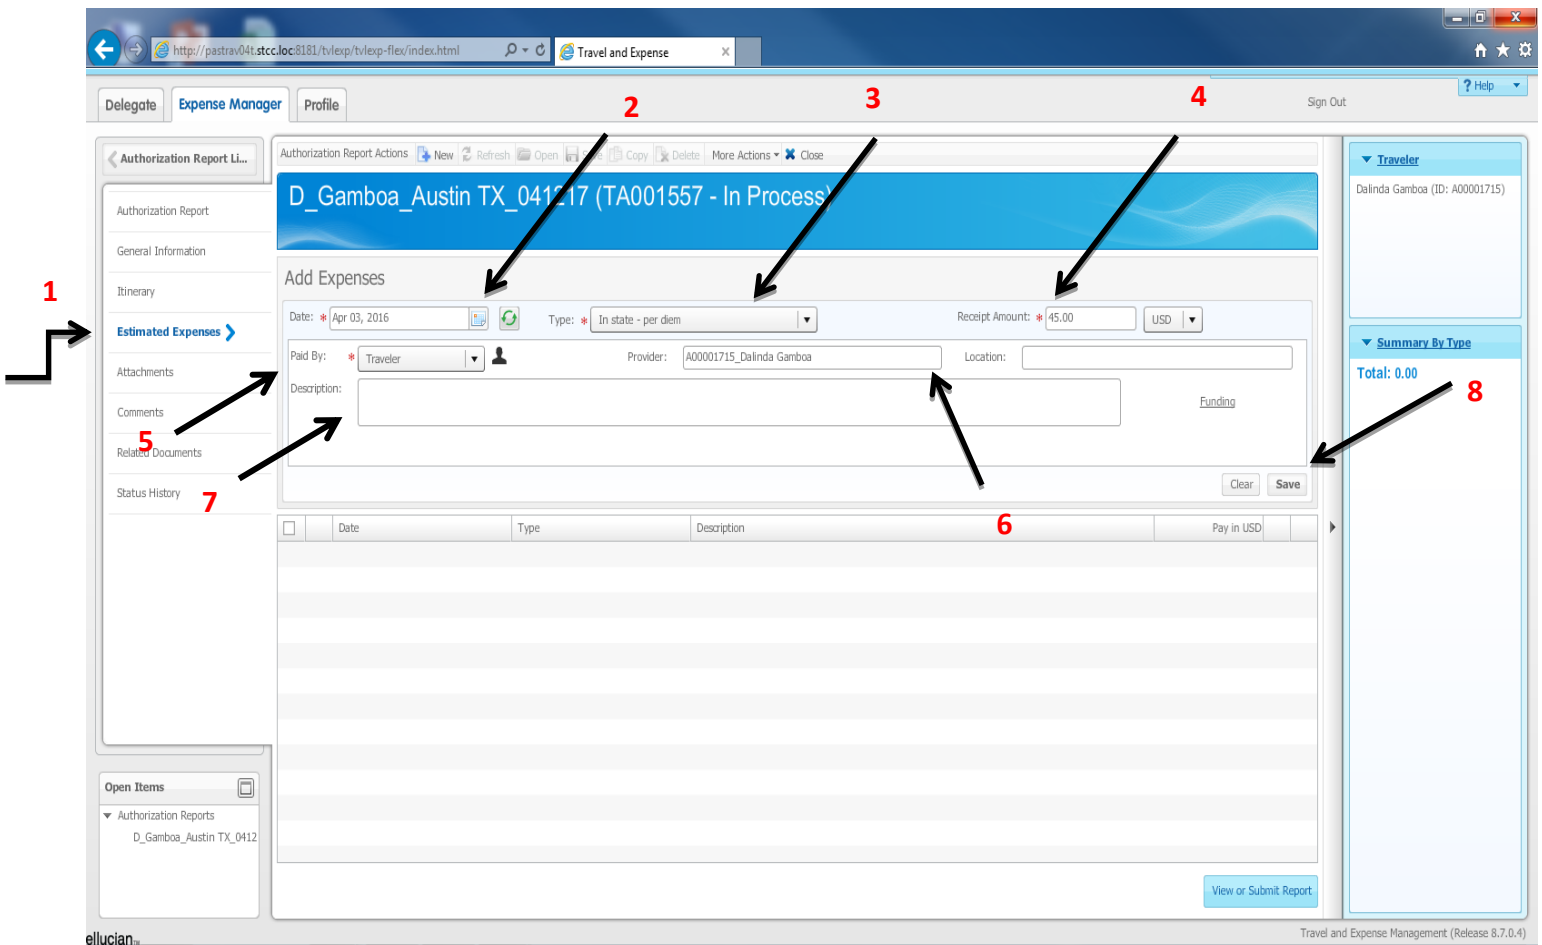 http://pastrav04t.stcc.loc:8181/tvlexp/tvlexp-flex/index.html
Travel and Expense
? Help
Delegate
Expense Manager
Profile
2
3
4
Sign Out
Authorization Report Li...
Authorization Report Actions New Refresh Open Save Copy Delete More Actions Close
Traveler
D_Gamboa_Austin TX_041217 (TA001557 - In Process)
Dalinda Gamboa (ID: A00001715)
Authorization Report
General Information
Add Expenses
1
Itinerary
Date: * Apr 03, 2016
Type: * In state - per diem
Receipt Amount: * 45.00
USD
Estimated Expenses
Summary By Type
Paid By: * Traveler
Provider: A00001715_Dalinda Gamboa
Location:
Attachments
Total: 0.00
Description:
8
Funding
Comments
5
Related Documents
Clear
Save
Status History
7
6
Date
Type
Description
Pay in USD
Open Items
Authorization Reports
D_Gamboa_Austin TX_0412
View or Submit Report
ellucian™
Travel and Expense Management (Release 8.7.0.4)